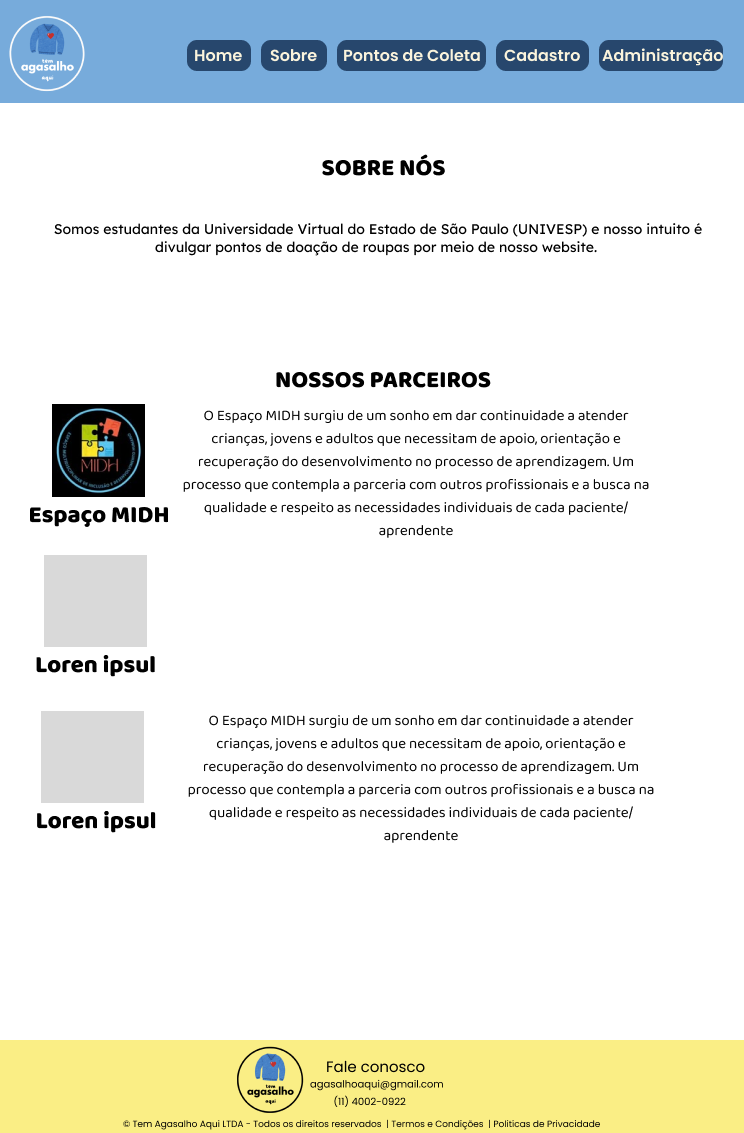 tem
agasalho
aqui
Home
Sobre
Pontos de Coleta
Cadastro
Administração
SOBRE NÓS
Somos estudantes da Universidade Virtual do Estado de São Paulo (UNIVESP) e nosso intuito é
divulgar pontos de doação de roupas por meio de nosso website.
NOSSOS PARCEIROS
MIDH
Espaço MIDH
O Espaço MIDH surgiu de um sonho em dar continuidade a atender
crianças, jovens e adultos que necessitam de apoio, orientação e
recuperação do desenvolvimento no processo de aprendizagem. Um
processo que contempla a parceria com outros profissionais e a busca na
qualidade e respeito as necessidades individuais de cada paciente/
aprendente
Loren ipsul
Loren ipsul
O Espaço MIDH surgiu de um sonho em dar continuidade a atender
crianças, jovens e adultos que necessitam de apoio, orientação e
recuperação do desenvolvimento no processo de aprendizagem. Um
processo que contempla a parceria com outros profissionais e a busca na
qualidade e respeito as necessidades individuais de cada paciente/
aprendente
tem
agasalho
aqui
Fale conosco
agasalhoaqui@gmail.com
(11) 4002-0922
© Tem Agasalho Aqui LTDA - Todos os direitos reservados | Termos e Condições | Politicas de Privacidade